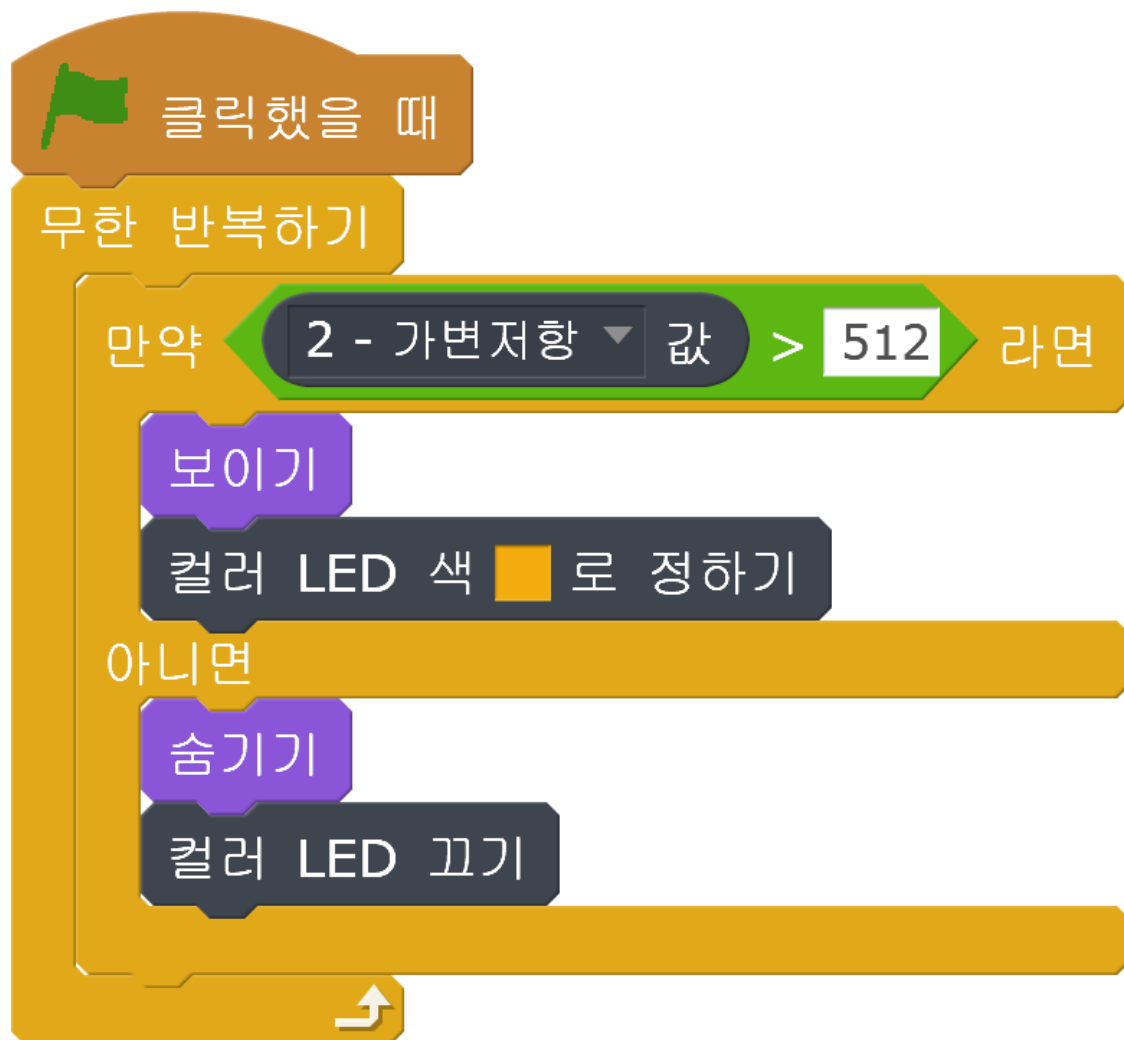 클릭했을 때
무한 반복하기
만약 2 - 가변저항 값 > 512 라면
보이기
컬러 LED 색 로 정하기
아니면
숨기기
컬러 LED 끄기